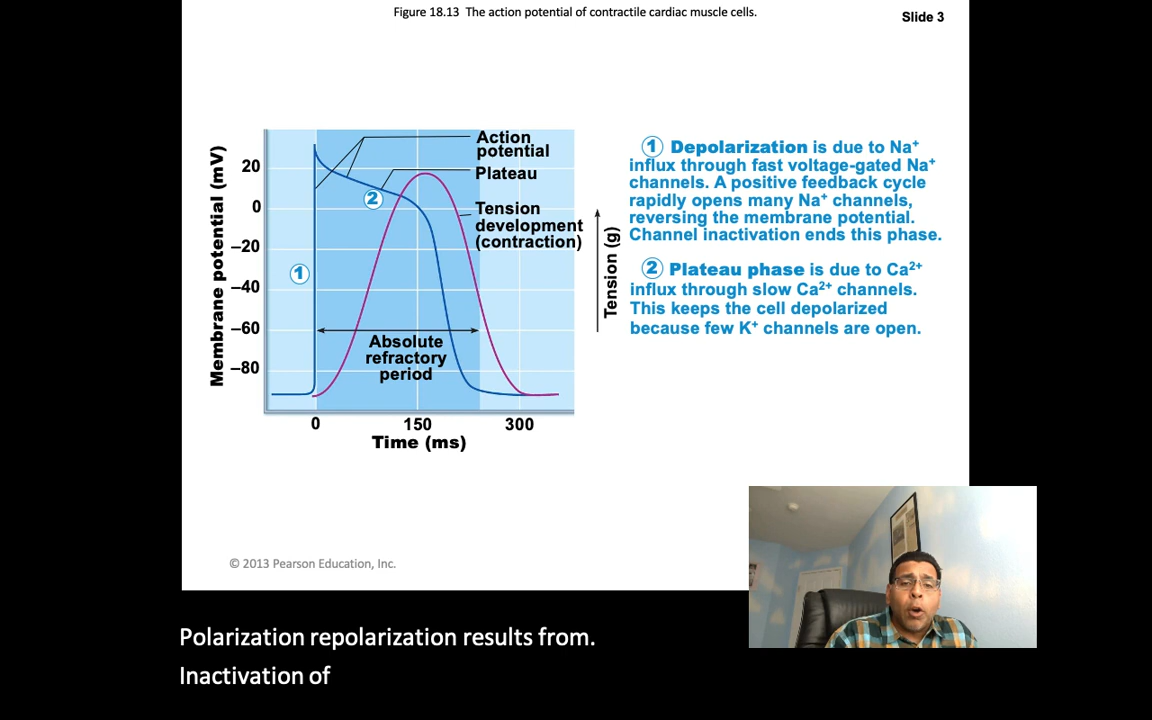 Figure 18.13 The action potential of contractile cardiac muscle cells.
Slide 3
Membrane potential (mV)
20
0
–20
–40
–60
–80
Action
potential
Plateau
2
Tension
development
(contraction)
1
Absolute
refractory
period
0
150
300
Time (ms)
Tension (g)
1 Depolarization is due to Na⁺
influx through fast voltage-gated Na⁺
channels. A positive feedback cycle
rapidly opens many Na⁺ channels,
reversing the membrane potential.
Channel inactivation ends this phase.
2 Plateau phase is due to Ca²⁺
influx through slow Ca²⁺ channels.
This keeps the cell depolarized
because few K⁺ channels are open.
© 2013 Pearson Education, Inc.
Polarization repolarization results from.
Inactivation of